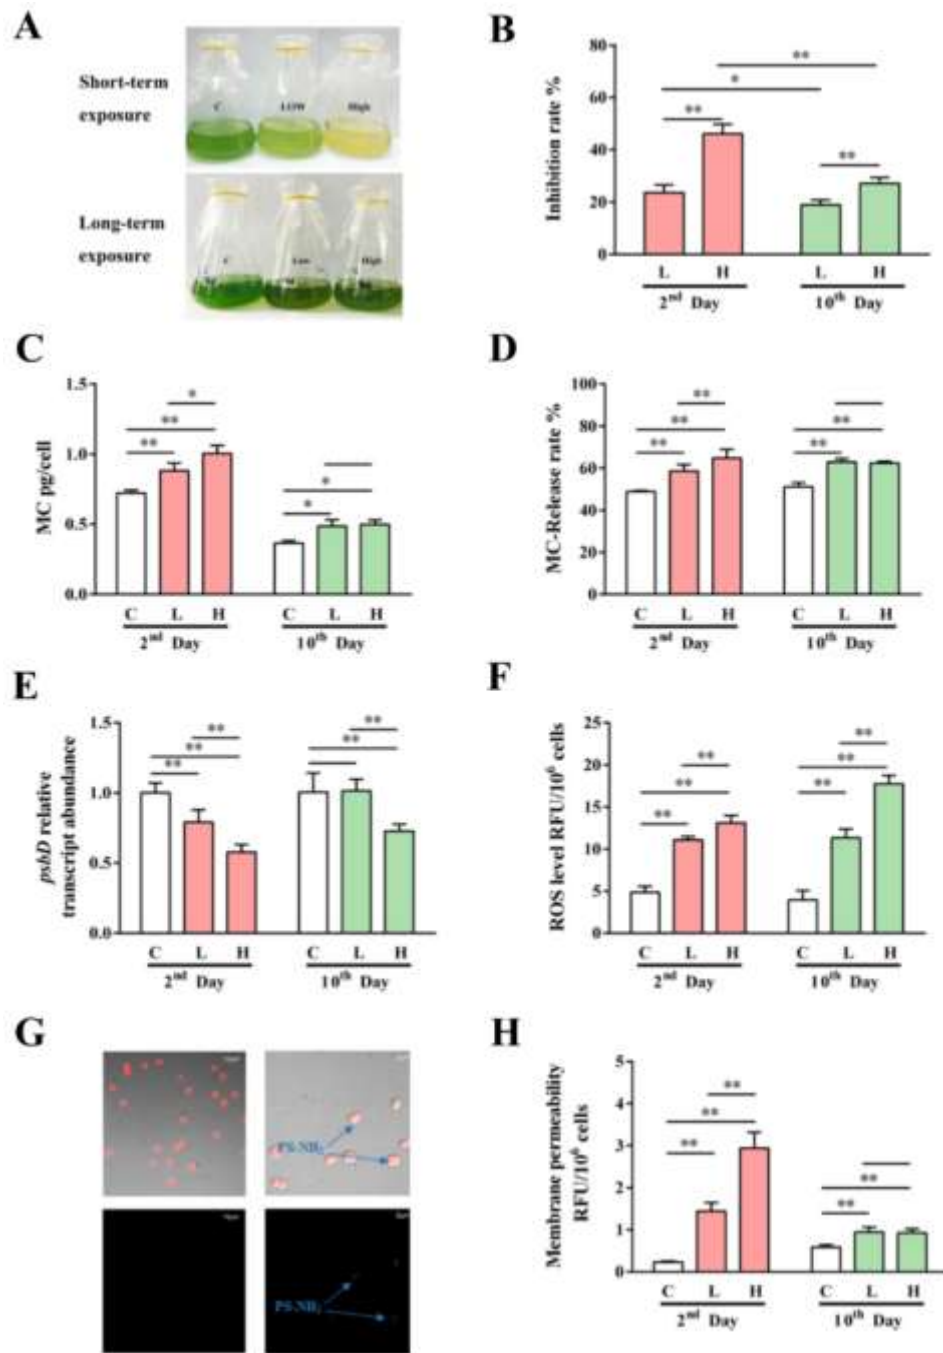 A
Short-term
exposure
C
LOW
High
Long-term
exposure
C
Low
High
B
Inhibition rate %
80
60
40
20
0
**
*
**
**
**
L H L H
2nd Day 10th Day
C
MC pg/cell
1.5
1.0
0.5
0.0
*
**
**
*
*
C L H C L H
2nd Day 10th Day
D
MC-Release rate %
100
80
60
40
20
0
**
**
**
**
**
C L H C L H
2nd Day 10th Day
E
psbD relative
transcript abundance
1.5
1.0
0.5
0.0
**
**
**
**
**
C L H C L H
2nd Day 10th Day
F
ROS level RFU/10⁶ cells
25
20
15
10
5
0
**
**
**
**
**
**
C L H C L H
2nd Day 10th Day
G
PS-NH₂
PS-NH₂
H
Membrane permeability
RFU/10⁶ cells
5
4
3
2
1
0
**
**
**
**
**
C L H C L H
2nd Day 10th Day